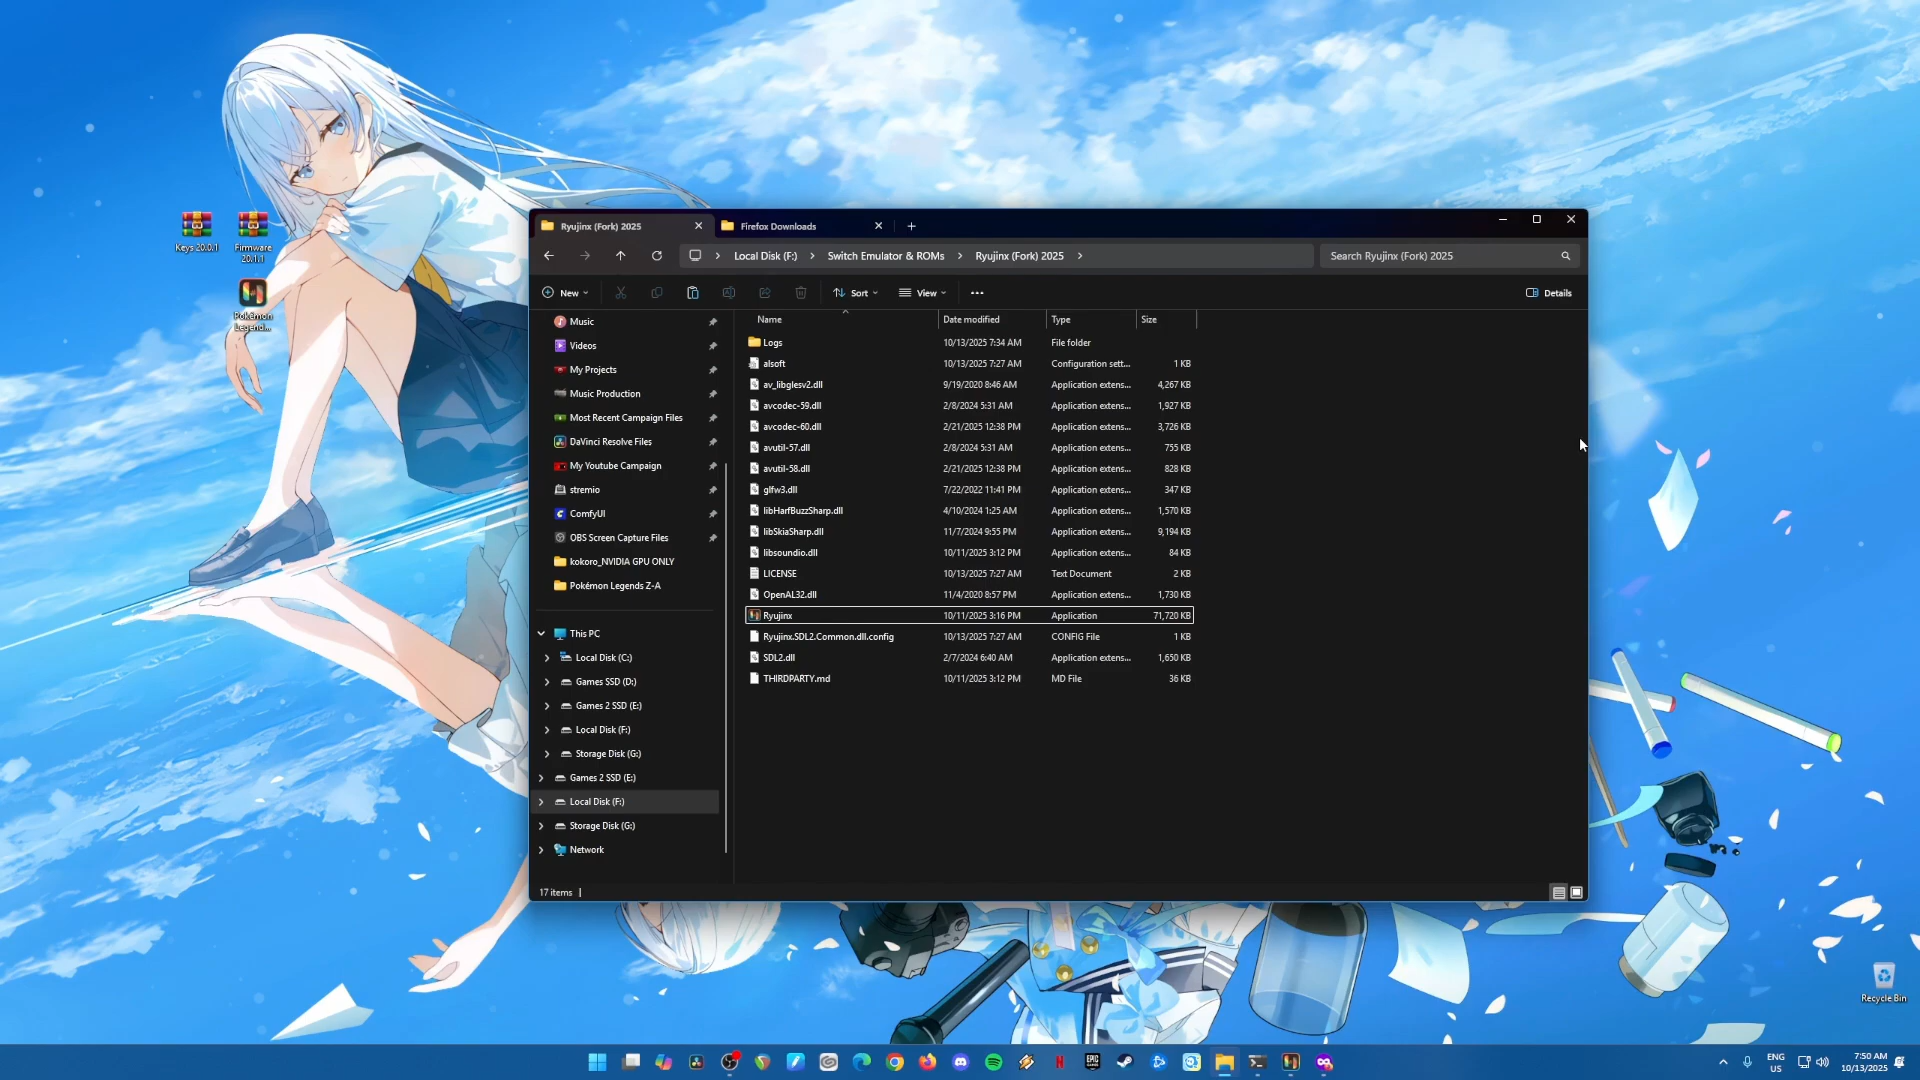 Keys 20.0.1
Firmware
20.1.1
Pokémon
Legend...
Ryujinx (Fork) 2025
Firefox Downloads
Local Disk (F:)
Switch Emulator & ROMs
Ryujinx (Fork) 2025
Search Ryujinx (Fork) 2025
New
Sort
View
Details
Music
Videos
My Projects
Music Production
Most Recent Campaign Files
DaVinci Resolve Files
My Youtube Campaign
stremio
ComfyUI
OBS Screen Capture Files
kokoro_NVIDIA GPU ONLY
Pokémon Legends Z-A
This PC
Local Disk (C:)
Games SSD (D:)
Games 2 SSD (E:)
Local Disk (F:)
Storage Disk (G:)
Games 2 SSD (E:)
Local Disk (F:)
Storage Disk (G:)
Network
Name Date modified Type Size
Logs 10/13/2025 7:34 AM File folder
alsoft 10/13/2025 7:27 AM Configuration sett... 1 KB
av_libglesv2.dll 9/19/2020 8:46 AM Application extens... 4,267 KB
avcodec-59.dll 2/8/2024 5:31 AM Application extens... 1,927 KB
avcodec-60.dll 2/21/2025 12:38 PM Application extens... 3,726 KB
avutil-57.dll 2/8/2024 5:31 AM Application extens... 755 KB
avutil-58.dll 2/21/2025 12:38 PM Application extens... 828 KB
glfw3.dll 7/22/2022 11:41 PM Application extens... 347 KB
libHarfBuzzSharp.dll 4/10/2024 1:25 AM Application extens... 1,570 KB
libSkiaSharp.dll 11/7/2024 9:55 PM Application extens... 9,194 KB
libsoundio.dll 10/11/2025 3:12 PM Application extens... 84 KB
LICENSE 10/13/2025 7:27 AM Text Document 2 KB
OpenAL32.dll 11/4/2020 8:57 PM Application extens... 1,730 KB
Ryujinx 10/11/2025 3:16 PM Application 71,720 KB
Ryujinx.SDL2.Common.dll.config 10/13/2025 7:27 AM CONFIG File 1 KB
SDL2.dll 2/7/2024 6:40 AM Application extens... 1,650 KB
THIRDPARTY.md 10/11/2025 3:12 PM MD File 36 KB
17 items
Recycle Bin
EPIC
GAMES
ENG
US
7:50 AM
10/13/2025